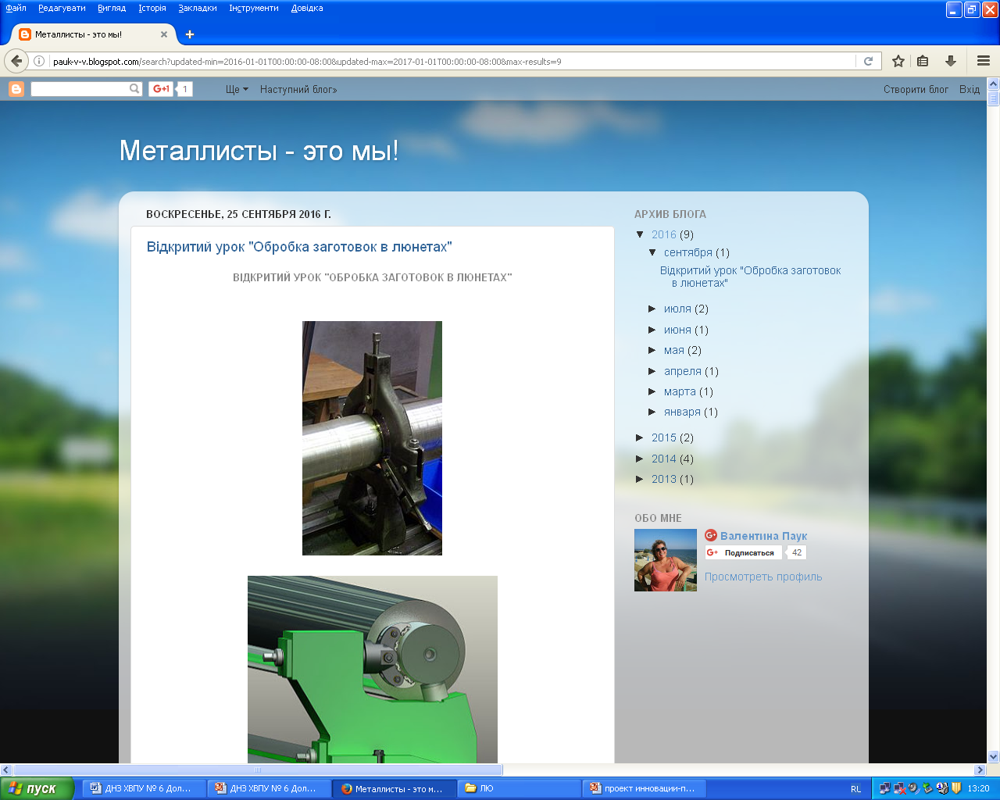 Файл Редагувати Вигляд Історія Закладки Інструменти Довідка
Металлисты - это мы!
pauk-v-v.blogspot.com/search?updated-min=2016-01-01T00:00:00-08:00&updated-max=2017-01-01T00:00:00-08:00&max-results=9
G+1 1 Ще Наступний блог» Створити блог Вхід
Металлисты - это мы!
ВОСКРЕСЕНЬЕ, 25 СЕНТЯБРЯ 2016 Г.
Відкритий урок "Обробка заготовок в люнетах"
ВІДКРИТИЙ УРОК "ОБРОБКА ЗАГОТОВОК В ЛЮНЕТАХ"
АРХИВ БЛОГА
▼ 2016 (9)
▼ сентября (1)
Відкритий урок "Обробка заготовок
в люнетах"
► июля (2)
► июня (1)
► мая (2)
► апреля (1)
► марта (1)
► января (1)
► 2015 (2)
► 2014 (4)
► 2013 (1)
ОБО МНЕ
G+ Валентина Паук
G+ Подписаться 42
Просмотреть профиль
пуск ДНЗ ХВПУ № 6 Дол... ДНЗ ХВПУ № 6 Дол... Металлисты - это м... ЛЮ проект инновации-п... RL 13:20